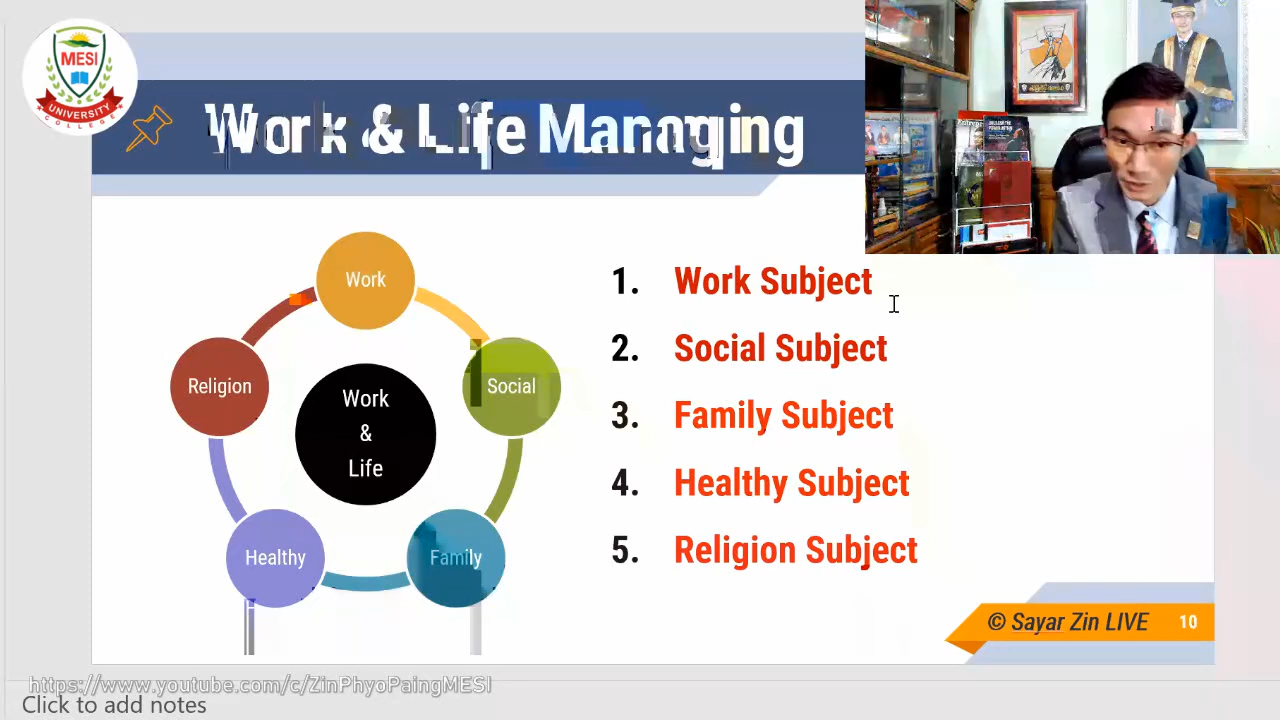 MESI
UNIVERSITY
COLLEGE
Work & Life Managing
Work
Social
Family
Healthy
Religion
Work
&
Life
1. Work Subject
2. Social Subject
3. Family Subject
4. Healthy Subject
5. Religion Subject
© Sayar Zin LIVE 10
https://www.youtube.com/c/ZinPhyoPaingMESI
Click to add notes